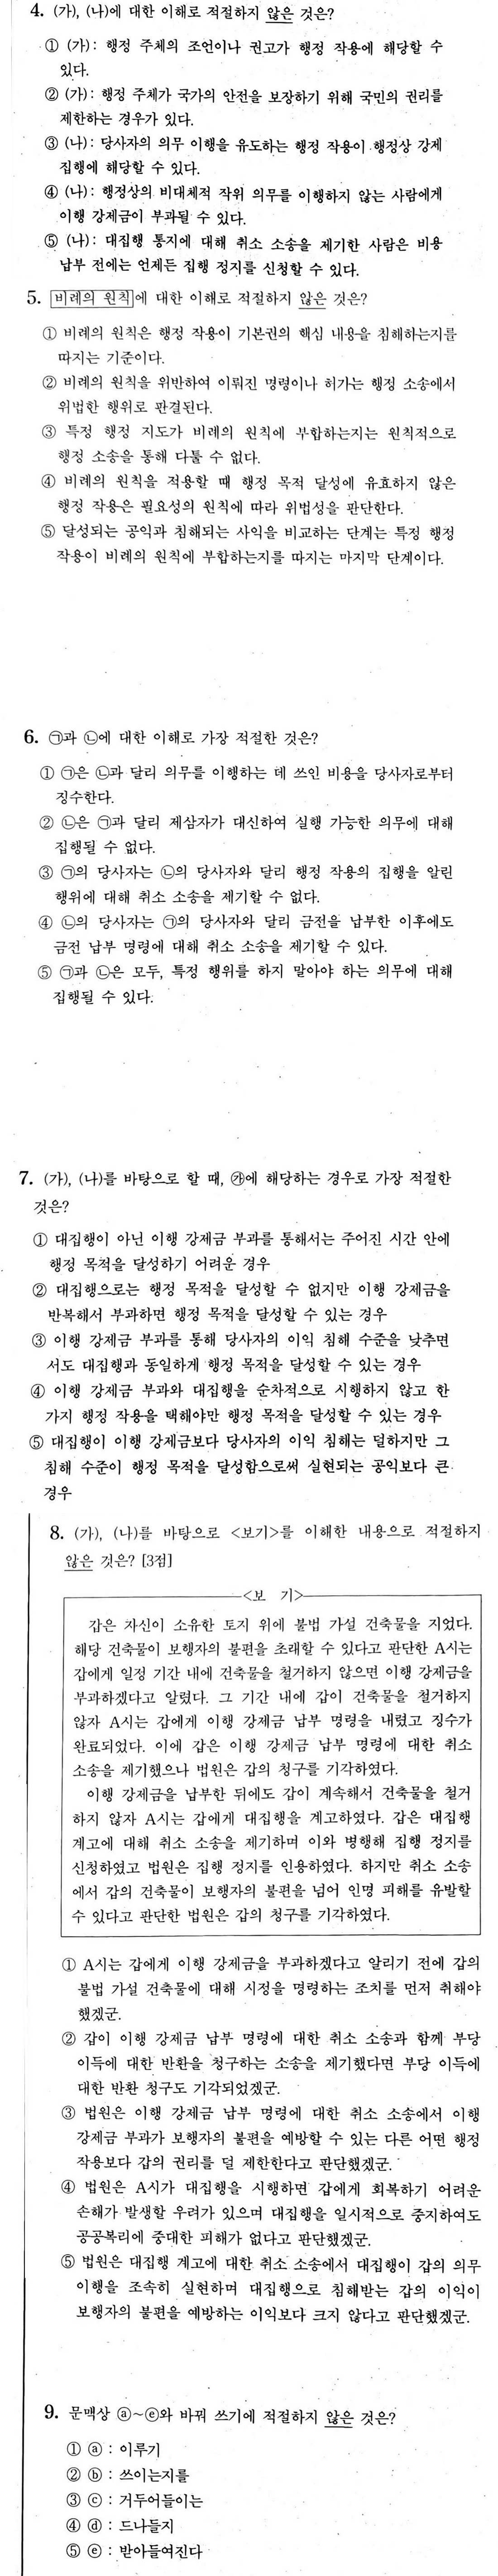 4. (가), (나)에 대한 이해로 적절하지 않은 것은?
① (가): 행정 주체의 조언이나 권고가 행정 작용에 해당할 수
있다.
② (가): 행정 주체가 국가의 안전을 보장하기 위해 국민의 권리를
제한하는 경우가 있다.
③ (나): 당사자의 의무 이행을 유도하는 행정 작용이 행정상 강제
집행에 해당할 수 있다.
④ (나): 행정상의 비대체적 작위 의무를 이행하지 않는 사람에게
이행 강제금이 부과될 수 있다.
⑤ (나): 대집행 통지에 대해 취소 소송을 제기한 사람은 비용
납부 전에는 언제든 집행 정지를 신청할 수 있다.
5. 비례의 원칙에 대한 이해로 적절하지 않은 것은?
① 비례의 원칙은 행정 작용이 기본권의 핵심 내용을 침해하는지를
따지는 기준이다.
② 비례의 원칙을 위반하여 이뤄진 명령이나 허가는 행정 소송에서
위법한 행위로 판결된다.
③ 특정 행정 지도가 비례의 원칙에 부합하는지는 원칙적으로
행정 소송을 통해 다툴 수 없다.
④ 비례의 원칙을 적용할 때 행정 목적 달성에 유효하지 않은
행정 작용은 필요성의 원칙에 따라 위법성을 판단한다.
⑤ 달성되는 공익과 침해되는 사익을 비교하는 단계는 특정 행정
작용이 비례의 원칙에 부합하는지를 따지는 마지막 단계이다.
6. ㉠과 ㉡에 대한 이해로 가장 적절한 것은?
① ㉠은 ㉡과 달리 의무를 이행하는 데 쓰인 비용을 당사자로부터
징수한다.
② ㉡은 ㉠과 달리 제삼자가 대신하여 실행 가능한 의무에 대해
집행될 수 없다.
③ ㉠의 당사자는 ㉡의 당사자와 달리 행정 작용의 집행을 알린
행위에 대해 취소 소송을 제기할 수 없다.
④ ㉡의 당사자는 ㉠의 당사자와 달리 금전을 납부한 이후에도
금전 납부 명령에 대해 취소 소송을 제기할 수 있다.
⑤ ㉠과 ㉡은 모두, 특정 행위를 하지 말아야 하는 의무에 대해
집행될 수 있다.
7. (가), (나)를 바탕으로 할 때, ㉮에 해당하는 경우로 가장 적절한
것은?
① 대집행이 아닌 이행 강제금 부과를 통해서는 주어진 시간 안에
행정 목적을 달성하기 어려운 경우
② 대집행으로는 행정 목적을 달성할 수 없지만 이행 강제금을
반복해서 부과하면 행정 목적을 달성할 수 있는 경우
③ 이행 강제금 부과를 통해 당사자의 이익 침해 수준을 낮추면
서도 대집행과 동일하게 행정 목적을 달성할 수 있는 경우
④ 이행 강제금 부과와 대집행을 순차적으로 시행하지 않고 한
가지 행정 작용을 택해야만 행정 목적을 달성할 수 있는 경우
⑤ 대집행이 이행 강제금보다 당사자의 이익 침해는 덜하지만 그
침해 수준이 행정 목적을 달성함으로써 실현되는 공익보다 큰
경우
8. (가), (나)를 바탕으로 <보기>를 이해한 내용으로 적절하지
않은 것은? [3점]
<보 기>
갑은 자신이 소유한 토지 위에 불법 가설 건축물을 지었다.
해당 건축물이 보행자의 불편을 초래할 수 있다고 판단한 A시는
갑에게 일정 기간 내에 건축물을 철거하지 않으면 이행 강제금을
부과하겠다고 알렸다. 그 기간 내에 갑이 건축물을 철거하지
않자 A시는 갑에게 이행 강제금 납부 명령을 내렸고 징수가
완료되었다. 이에 갑은 이행 강제금 납부 명령에 대한 취소
소송을 제기했으나 법원은 갑의 청구를 기각하였다.
이행 강제금을 납부한 뒤에도 갑이 계속해서 건축물을 철거
하지 않자 A시는 갑에게 대집행을 계고하였다. 갑은 대집행
계고에 대해 취소 소송을 제기하며 이와 병행해 집행 정지를
신청하였고 법원은 집행 정지를 인용하였다. 하지만 취소 소송
에서 갑의 건축물이 보행자의 불편을 넘어 인명 피해를 유발할
수 있다고 판단한 법원은 갑의 청구를 기각하였다.
① A시는 갑에게 이행 강제금을 부과하겠다고 알리기 전에 갑의
불법 가설 건축물에 대해 시정을 명령하는 조치를 먼저 취해야
했겠군.
② 갑이 이행 강제금 납부 명령에 대한 취소 소송과 함께 부당
이득에 대한 반환을 청구하는 소송을 제기했다면 부당 이득에
대한 반환 청구도 기각되었겠군.
③ 법원은 이행 강제금 납부 명령에 대한 취소 소송에서 이행
강제금 부과가 보행자의 불편을 예방할 수 있는 다른 어떤 행정
작용보다 갑의 권리를 덜 제한한다고 판단했겠군.
④ 법원은 A시가 대집행을 시행하면 갑에게 회복하기 어려운
손해가 발생할 우려가 있으며 대집행을 일시적으로 중지하여도
공공복리에 중대한 피해가 없다고 판단했겠군.
⑤ 법원은 대집행 계고에 대한 취소 소송에서 대집행이 갑의 의무
이행을 조속히 실현하며 대집행으로 침해받는 갑의 이익이
보행자의 불편을 예방하는 이익보다 크지 않다고 판단했겠군.
9. 문맥상 ⓐ~ⓔ와 바꿔 쓰기에 적절하지 않은 것은?
① ⓐ : 이루기
② ⓑ : 쓰이는지를
③ ⓒ : 거두어들이는
④ ⓓ : 드나들지
⑤ ⓔ : 받아들여진다